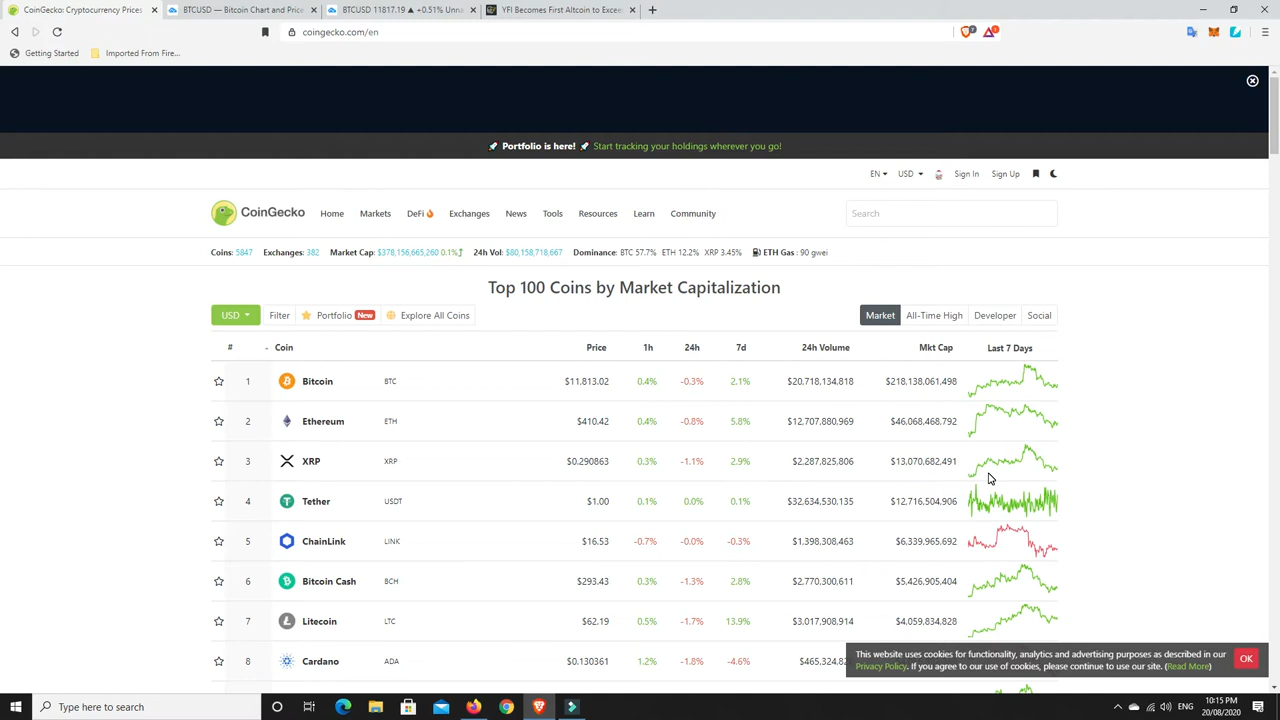 CoinGecko: Cryptocurrency Prices
BTCUSD — Bitcoin Chart and Price
BTCUSD 11817.19 ▲ +0.51% Unna
YFI Becomes First Altcoin to Excee
coingecko.com/en
Getting Started
Imported From Fire...
Portfolio is here! Start tracking your holdings wherever you go!
EN USD Sign In Sign Up
CoinGecko Home Markets DeFi Exchanges News Tools Resources Learn Community Search
Coins: 5847 Exchanges: 382 Market Cap: $378,156,665,260 0.1% 24h Vol: $80,158,718,667 Dominance: BTC 57.7% ETH 12.2% XRP 3.45% ETH Gas : 90 gwei
Top 100 Coins by Market Capitalization
USD Filter Portfolio New Explore All Coins Market All-Time High Developer Social
# Coin Price 1h 24h 7d 24h Volume Mkt Cap Last 7 Days
1 Bitcoin BTC $11,813.02 0.4% -0.3% 2.1% $20,718,134,818 $218,138,061,498
2 Ethereum ETH $410.42 0.4% -0.8% 5.8% $12,707,880,969 $46,068,468,792
3 XRP XRP $0.290863 0.3% -1.1% 2.9% $2,287,825,806 $13,070,682,491
4 Tether USDT $1.00 0.1% 0.0% 0.1% $32,634,530,135 $12,716,504,906
5 ChainLink LINK $16.53 -0.7% -0.0% -0.3% $1,398,308,463 $6,339,965,692
6 Bitcoin Cash BCH $293.43 0.3% -1.3% 2.8% $2,770,300,611 $5,426,905,404
7 Litecoin LTC $62.19 0.5% -1.7% 13.9% $3,017,908,914 $4,059,834,828
8 Cardano ADA $0.130361 1.2% -1.8% -4.6% $465,324,8
This website uses cookies for functionality, analytics and advertising purposes as described in our
Privacy Policy. If you agree to our use of cookies, please continue to use our site. (Read More)
OK
Type here to search
ENG
10:15 PM
20/08/2020